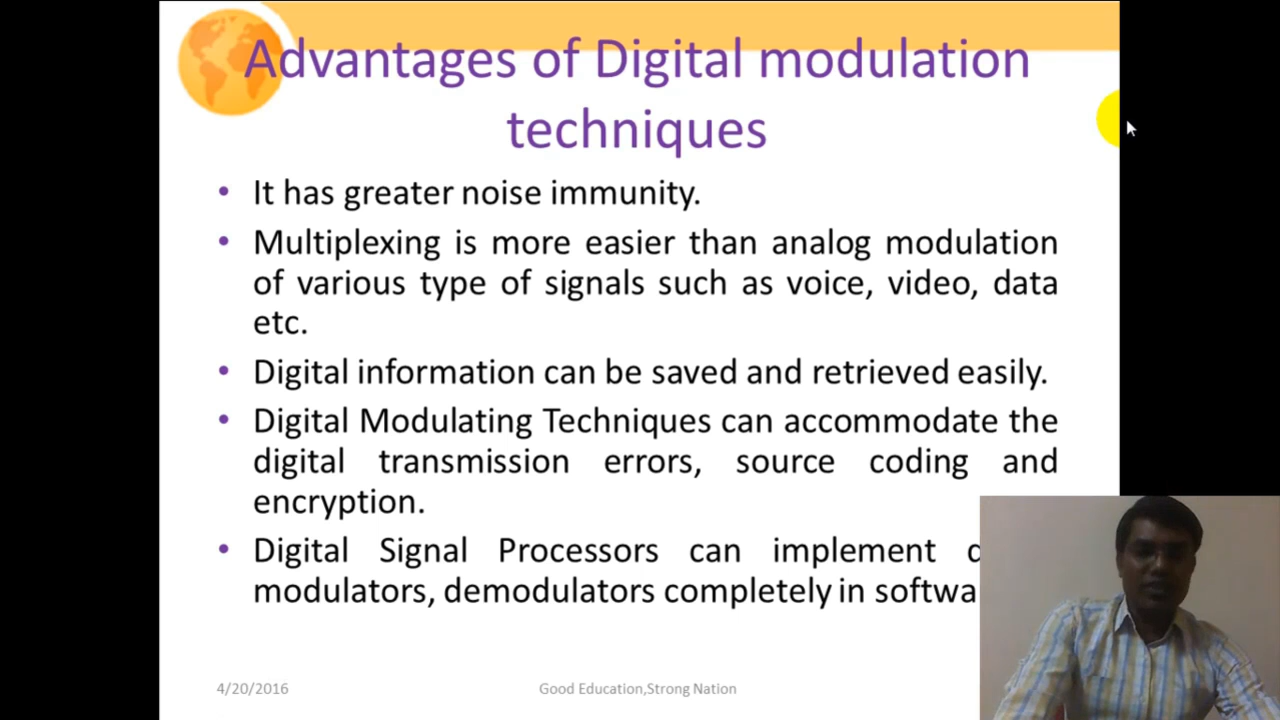 Advantages of Digital modulation
techniques
• It has greater noise immunity.
• Multiplexing is more easier than analog modulation
of various type of signals such as voice, video, data
etc.
• Digital information can be saved and retrieved easily.
• Digital Modulating Techniques can accommodate the
digital transmission errors, source coding and
encryption.
• Digital Signal Processors can implement
modulators, demodulators completely in
4/20/2016
Good Education,Strong Nation